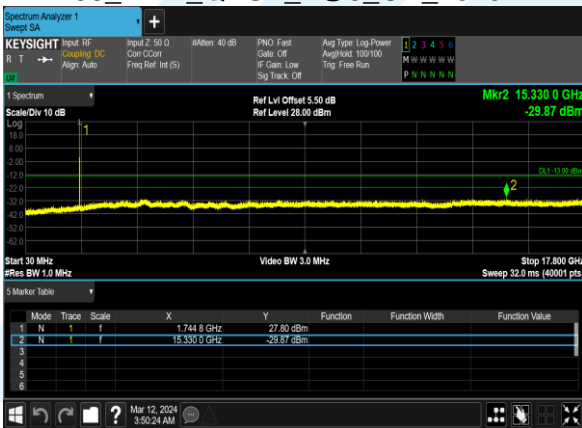 Spectrum Analyzer 1
Swept SA
KEYSIGHT Input: RF Input Z: 50 Ω #Atten: 40 dB PNO: Fast Avg Type: Log-Power 1 2 3 4 5 6
R T Coupling: DC Corr CCorr Gate: Off Avg|Hold: 100/100 M W W W W W
Align: Auto Freq Ref: Int (S) IF Gain: Low Trig: Free Run
Sig Track: Off P N N N N N
LW
1 Spectrum Ref Lvl Offset 5.50 dB Mkr2 15.330 0 GHz
Scale/Div 10 dB Ref Level 28.00 dBm -29.87 dBm
Log
18.0 1
8.00
-2.00
-12.0 DL1 -13.00 dBm
-22.0 2
-32.0
-42.0
-52.0
-62.0
Start 30 MHz Video BW 3.0 MHz Stop 17.800 GHz
#Res BW 1.0 MHz Sweep 32.0 ms (40001 pts
5 Marker Table
Mode Trace Scale X Y Function Function Width Function Value
1 N 1 f 1.744 8 GHz 27.80 dBm
2 N 1 f 15.330 0 GHz -29.87 dBm
3
4
5
6
? Mar 12, 2024
3:50:24 AM